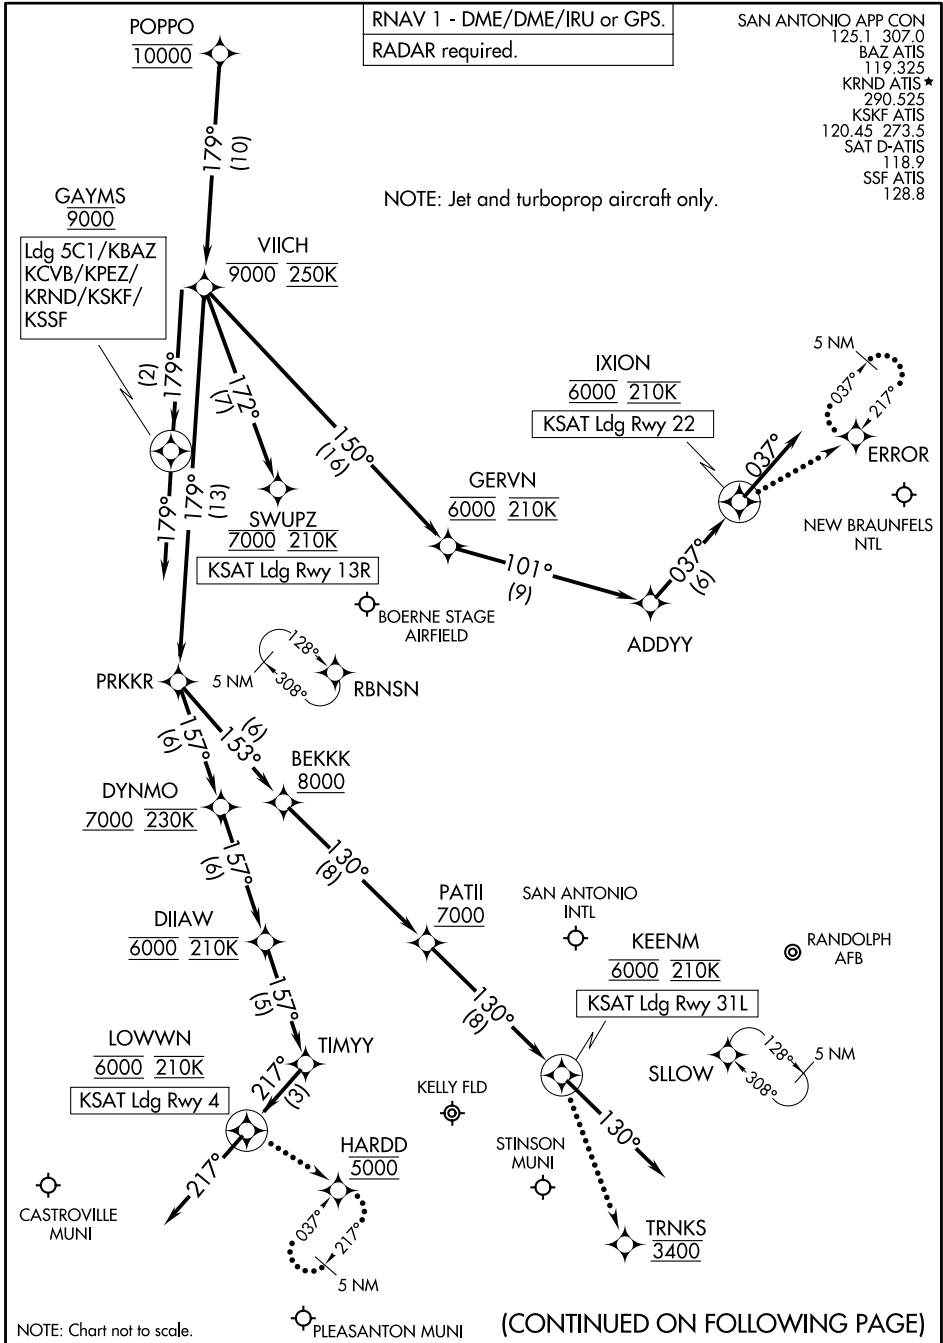 RNAV 1 - DME/DME/IRU or GPS.
RADAR required.
SAN ANTONIO APP CON
125.1 307.0
BAZ ATIS
119.325
KRND ATIS★
290.525
KSKF ATIS
120.45 273.5
SAT D-ATIS
118.9
SSF ATIS
128.8
POPPO
10000
179°
(10)
NOTE: Jet and turboprop aircraft only.
GAYMS
9000
Ldg 5C1/KBAZ
KCVB/KPEZ/
KRND/KSKF/
KSSF
VIICH
9000 250K
(2)
179°
179°
179°
(13)
172°
(7)
150°
(16)
SWUPZ
7000 210K
KSAT Ldg Rwy 13R
GERVN
6000 210K
101°
(9)
ADDYY
037°
(6)
IXION
6000 210K
KSAT Ldg Rwy 22
037°
5 NM
037°
217°
ERROR
NEW BRAUNFELS
NTL
BOERNE STAGE
AIRFIELD
PRKKR
128°
308°
5 NM
RBNSN
157°
(6)
(6)
153°
BEKKK
8000
DYNMO
7000 230K
157°
(6)
130°
(8)
DIIAW
6000 210K
PATII
7000
SAN ANTONIO
INTL
RANDOLPH
AFB
157°
(5)
130°
(8)
KEENM
6000 210K
KSAT Ldg Rwy 31L
LOWWN
6000 210K
KSAT Ldg Rwy 4
TIMYY
217°
(3)
217°
KELLY FLD
SLLOW
128°
308°
5 NM
130°
STINSON
MUNI
HARDD
5000
037°
217°
5 NM
CASTROVILLE
MUNI
TRNKS
3400
PLEASANTON MUNI
NOTE: Chart not to scale.
(CONTINUED ON FOLLOWING PAGE)